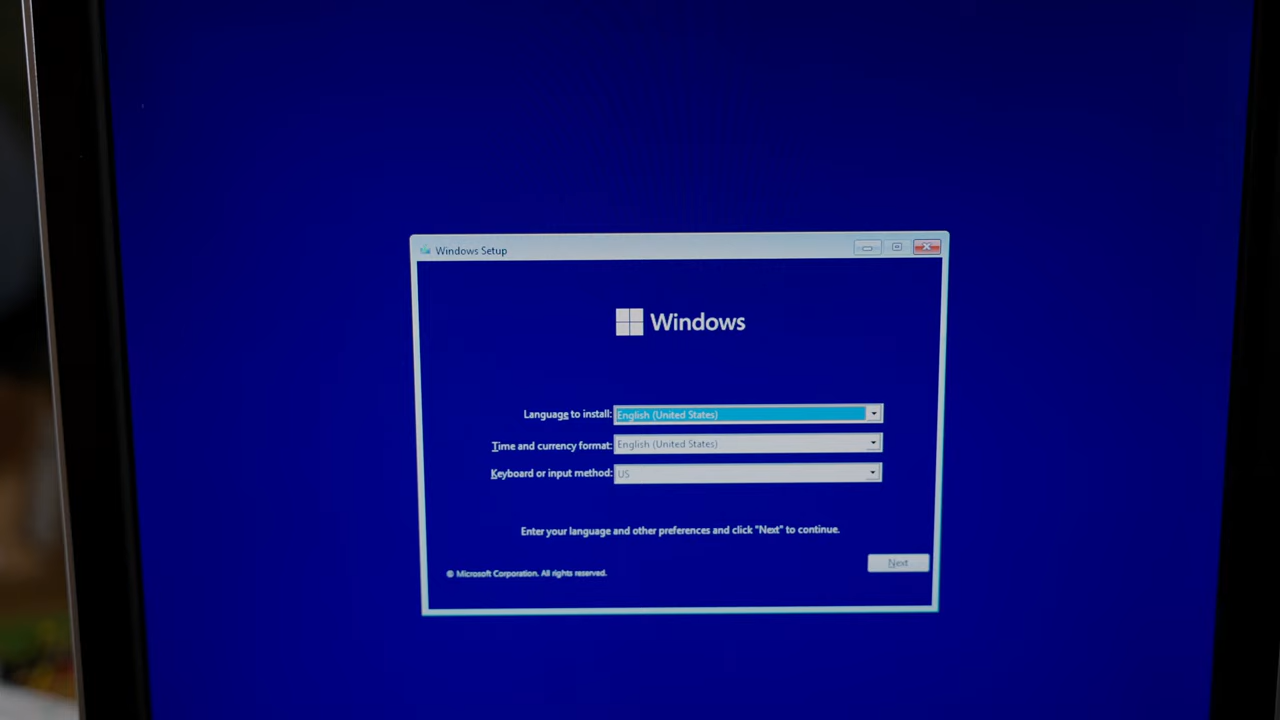 Windows Setup
Windows
Language to install: English (United States)
Time and currency format: English (United States)
Keyboard or input method: US
Enter your language and other preferences and click "Next" to continue.
© Microsoft Corporation. All rights reserved.
Next